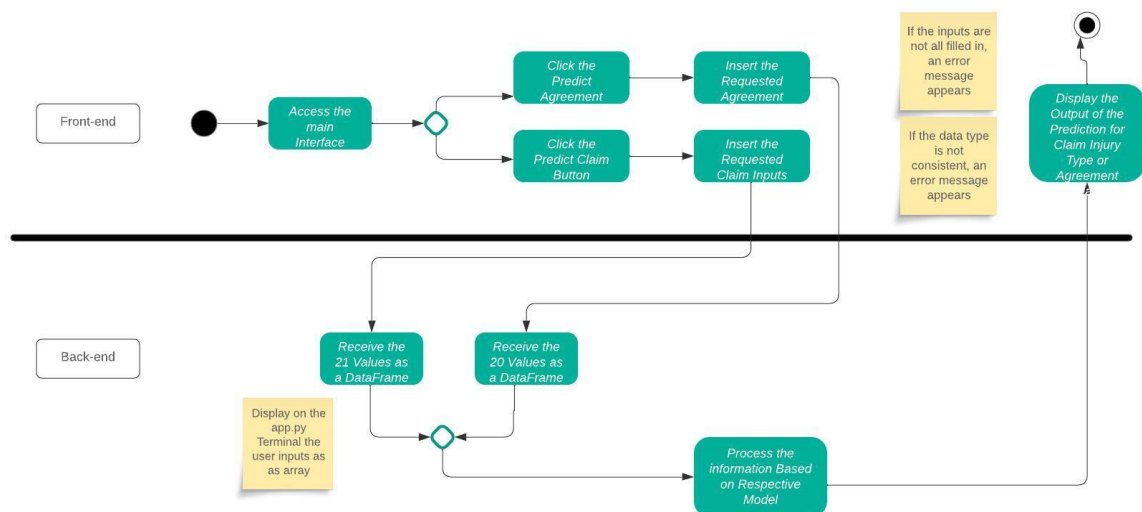 Front-end
Access the
main
Interface
Click the
Predict
Agreement
Insert the
Requested
Agreement
Click the
Predict Claim
Button
Insert the
Requested
Claim Inputs
If the inputs are
not all filled in,
an error
message
appears
If the data type
is not
consistent, an
error message
appears
Display the
Output of the
Prediction for
Claim Injury
Type or
Agreement
Back-end
Receive the
21 Values as
a DataFrame
Receive the
20 Values as
a DataFrame
Display on the
app.py
Terminal the
user inputs as
as array
Process the
information Based
on Respective
Model